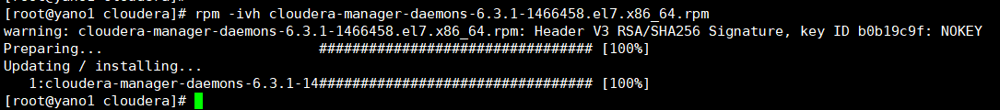 [root@yano1 cloudera]# rpm -ivh cloudera-manager-daemons-6.3.1-1466458.el7.x86_64.rpm
warning: cloudera-manager-daemons-6.3.1-1466458.el7.x86_64.rpm: Header V3 RSA/SHA256 Signature, key ID b0b19c9f: NOKEY
Preparing...                          ################################# [100%]
Updating / installing...
   1:cloudera-manager-daemons-6.3.1-14################################# [100%]
[root@yano1 cloudera]#